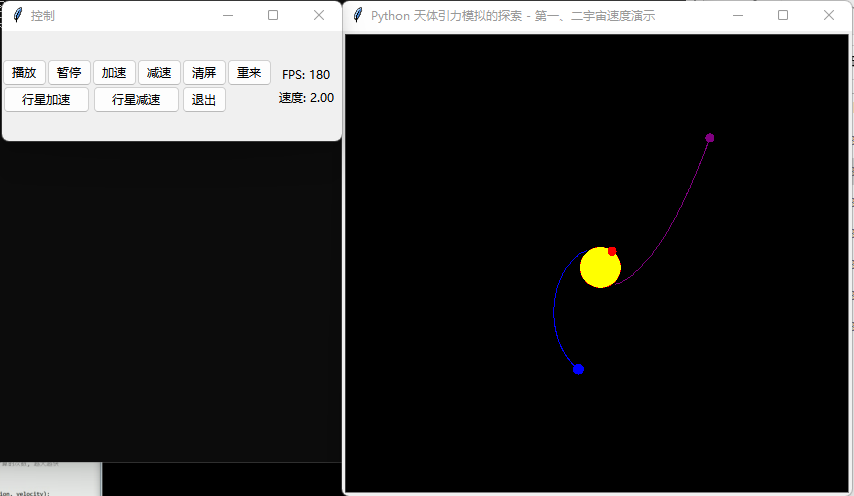 控制
播放 暂停 加速 减速 清屏 重来 FPS: 180
行星加速 行星减速 退出 速度: 2.00
Python 天体引力模拟的探索 - 第一、二宇宙速度演示
ion, velocity):